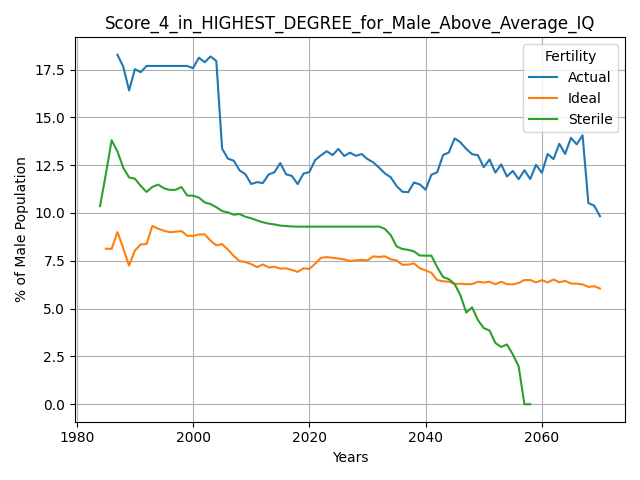 Score_4_in_HIGHEST_DEGREE_for_Male_Above_Average_IQ
Fertility
Actual
Ideal
Sterile
% of Male Population
17.5
15.0
12.5
10.0
7.5
5.0
2.5
0.0
1980
2000
2020
2040
2060
Years